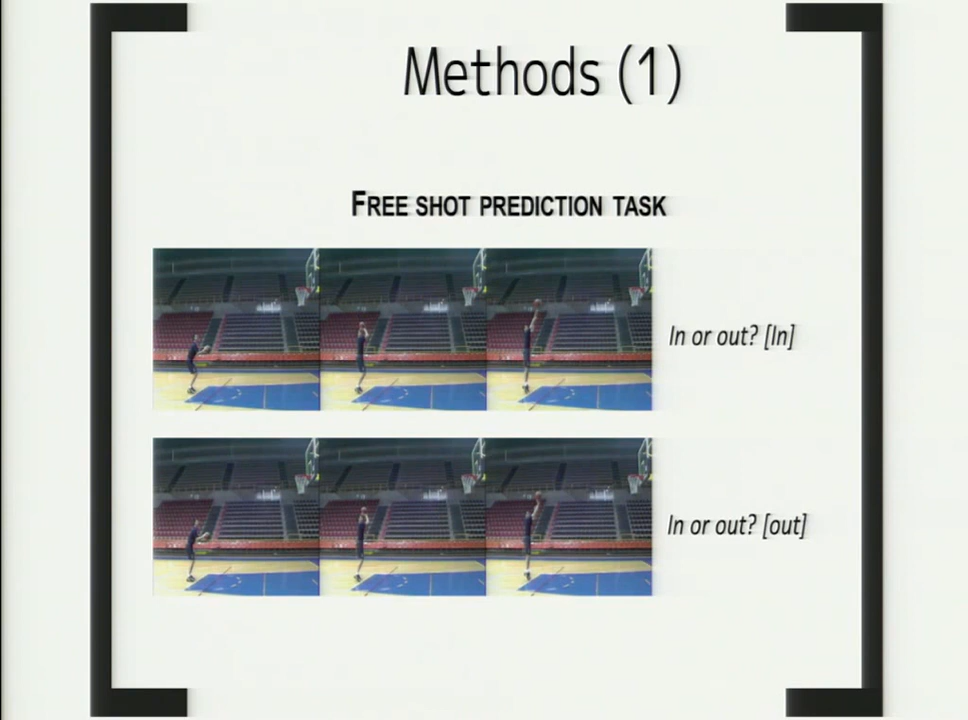 Methods (1)
FREE SHOT PREDICTION TASK
In or out? [In]
In or out? [out]